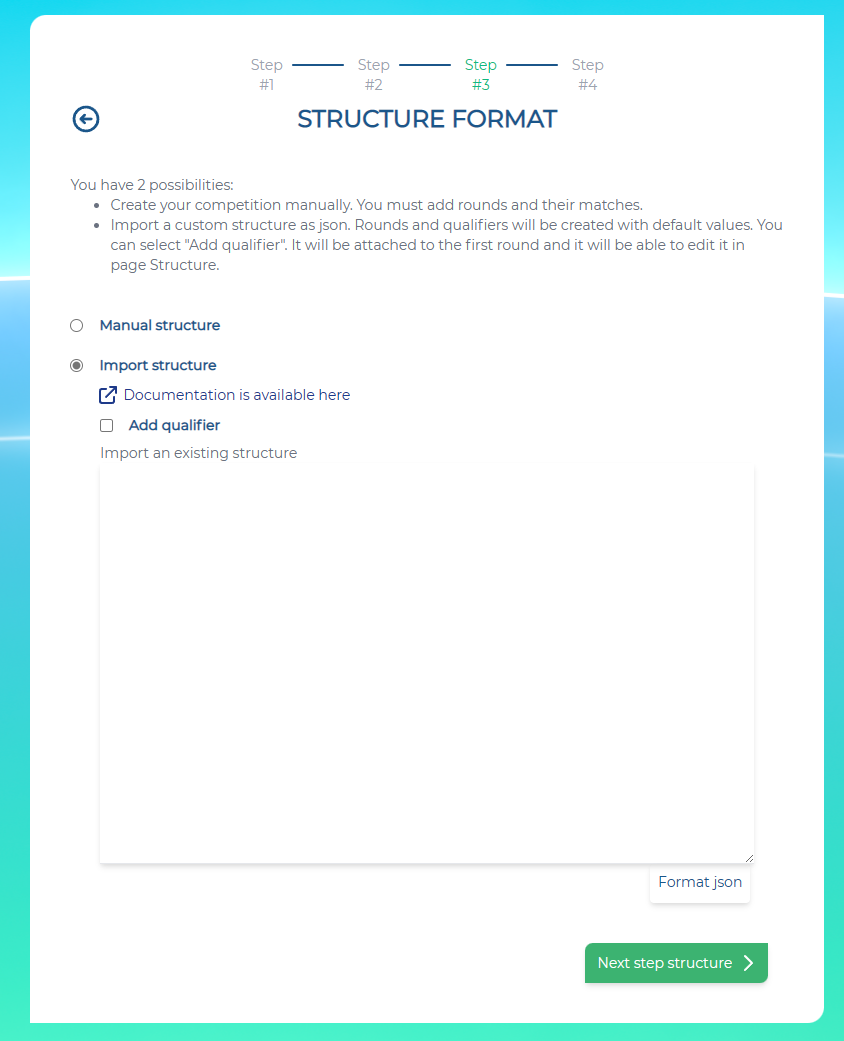 Step Step Step Step
#1 #2 #3 #4
STRUCTURE FORMAT
You have 2 possibilities:
Create your competition manually. You must add rounds and their matches.
Import a custom structure as json. Rounds and qualifiers will be created with default values. You
can select "Add qualifier". It will be attached to the first round and it will be able to edit it in
page Structure.
Manual structure
Import structure
Documentation is available here
Add qualifier
Import an existing structure
Format json
Next step structure